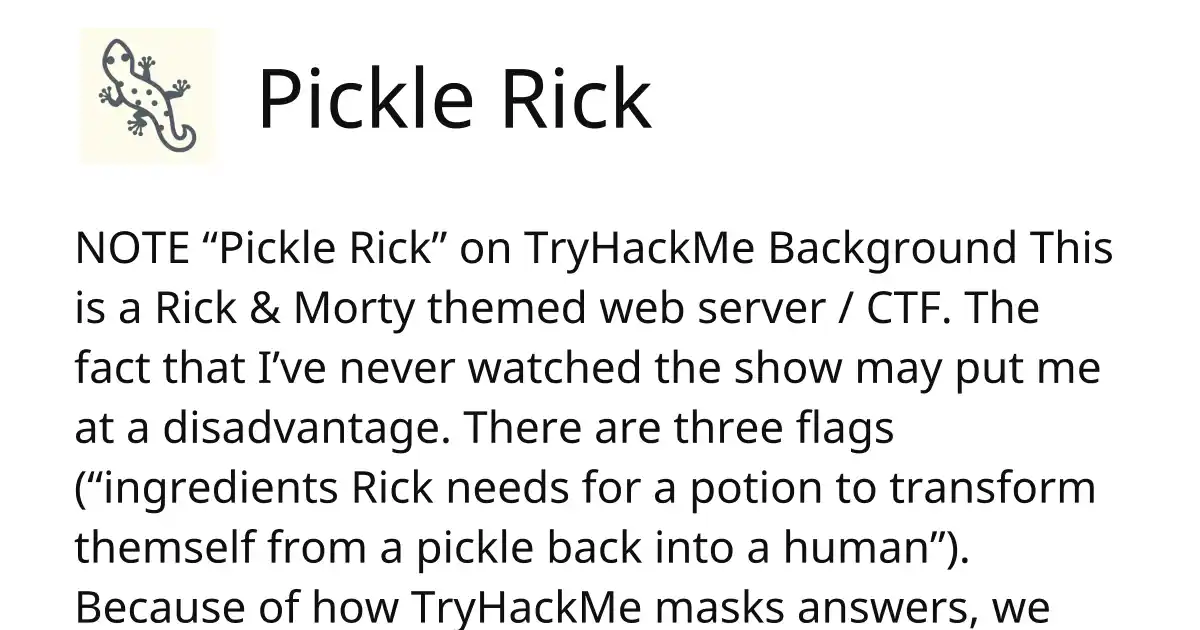 Pickle Rick
NOTE “Pickle Rick” on TryHackMe Background This
is a Rick & Morty themed web server / CTF. The
fact that I’ve never watched the show may put me
at a disadvantage. There are three flags
(“ingredients Rick needs for a potion to transform
themself from a pickle back into a human”).
Because of how TryHackMe masks answers, we